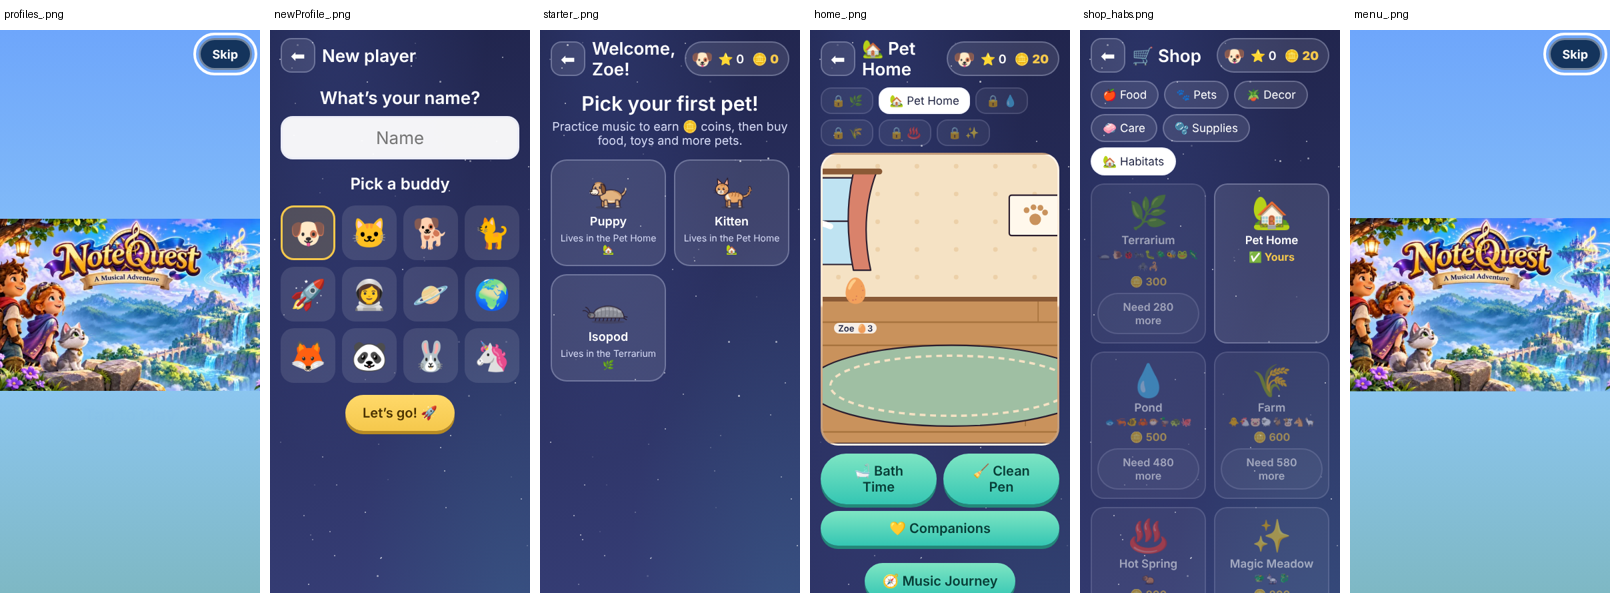 profiles_.png
Skip
NoteQuest
A Musical Adventure
newProfile_.png
New player
What's your name?
Name
Pick a buddy
Let's go!
starter_.png
Welcome,
Zoe!
0 0
Pick your first pet!
Practice music to earn coins, then buy
food, toys and more pets.
Puppy
Lives in the Pet Home
Kitten
Lives in the Pet Home
Isopod
Lives in the Terrarium
home_.png
Pet
Home
0 20
Pet Home
Zoe 3
Bath
Time
Clean
Pen
Companions
Music Journey
shop_habs.png
Shop
0 20
Food
Pets
Decor
Care
Supplies
Habitats
Terrarium
300
Need 280
more
Pet Home
Yours
Pond
500
Need 480
more
Farm
600
Need 580
more
Hot Spring
Magic Meadow
menu_.png
Skip
NoteQuest
A Musical Adventure